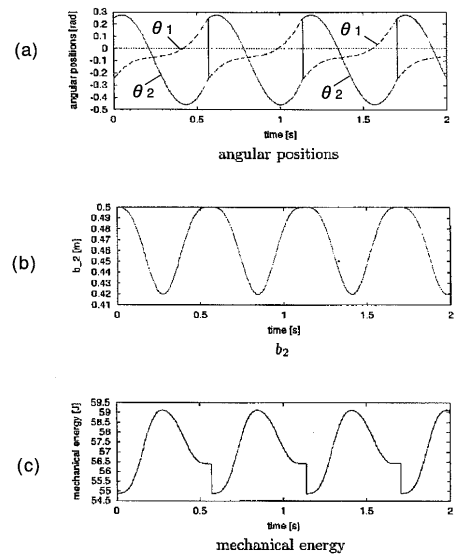 (a)
angular positions [rad]
0.3
0.2
0.1
0
-0.1
-0.2
-0.3
-0.4
-0.5
θ1
θ1
θ2
θ2
0
0.5
1
1.5
2
time [s]
angular positions
(b)
b_2 [m]
0.5
0.49
0.48
0.47
0.46
0.45
0.44
0.43
0.42
0.41
0
0.5
1
1.5
2
time [s]
b2
(c)
mechanical energy [J]
59.5
59
58.5
58
57.5
57
56.5
56
55.5
55
54.5
0
0.5
1
1.5
2
time [s]
mechanical energy